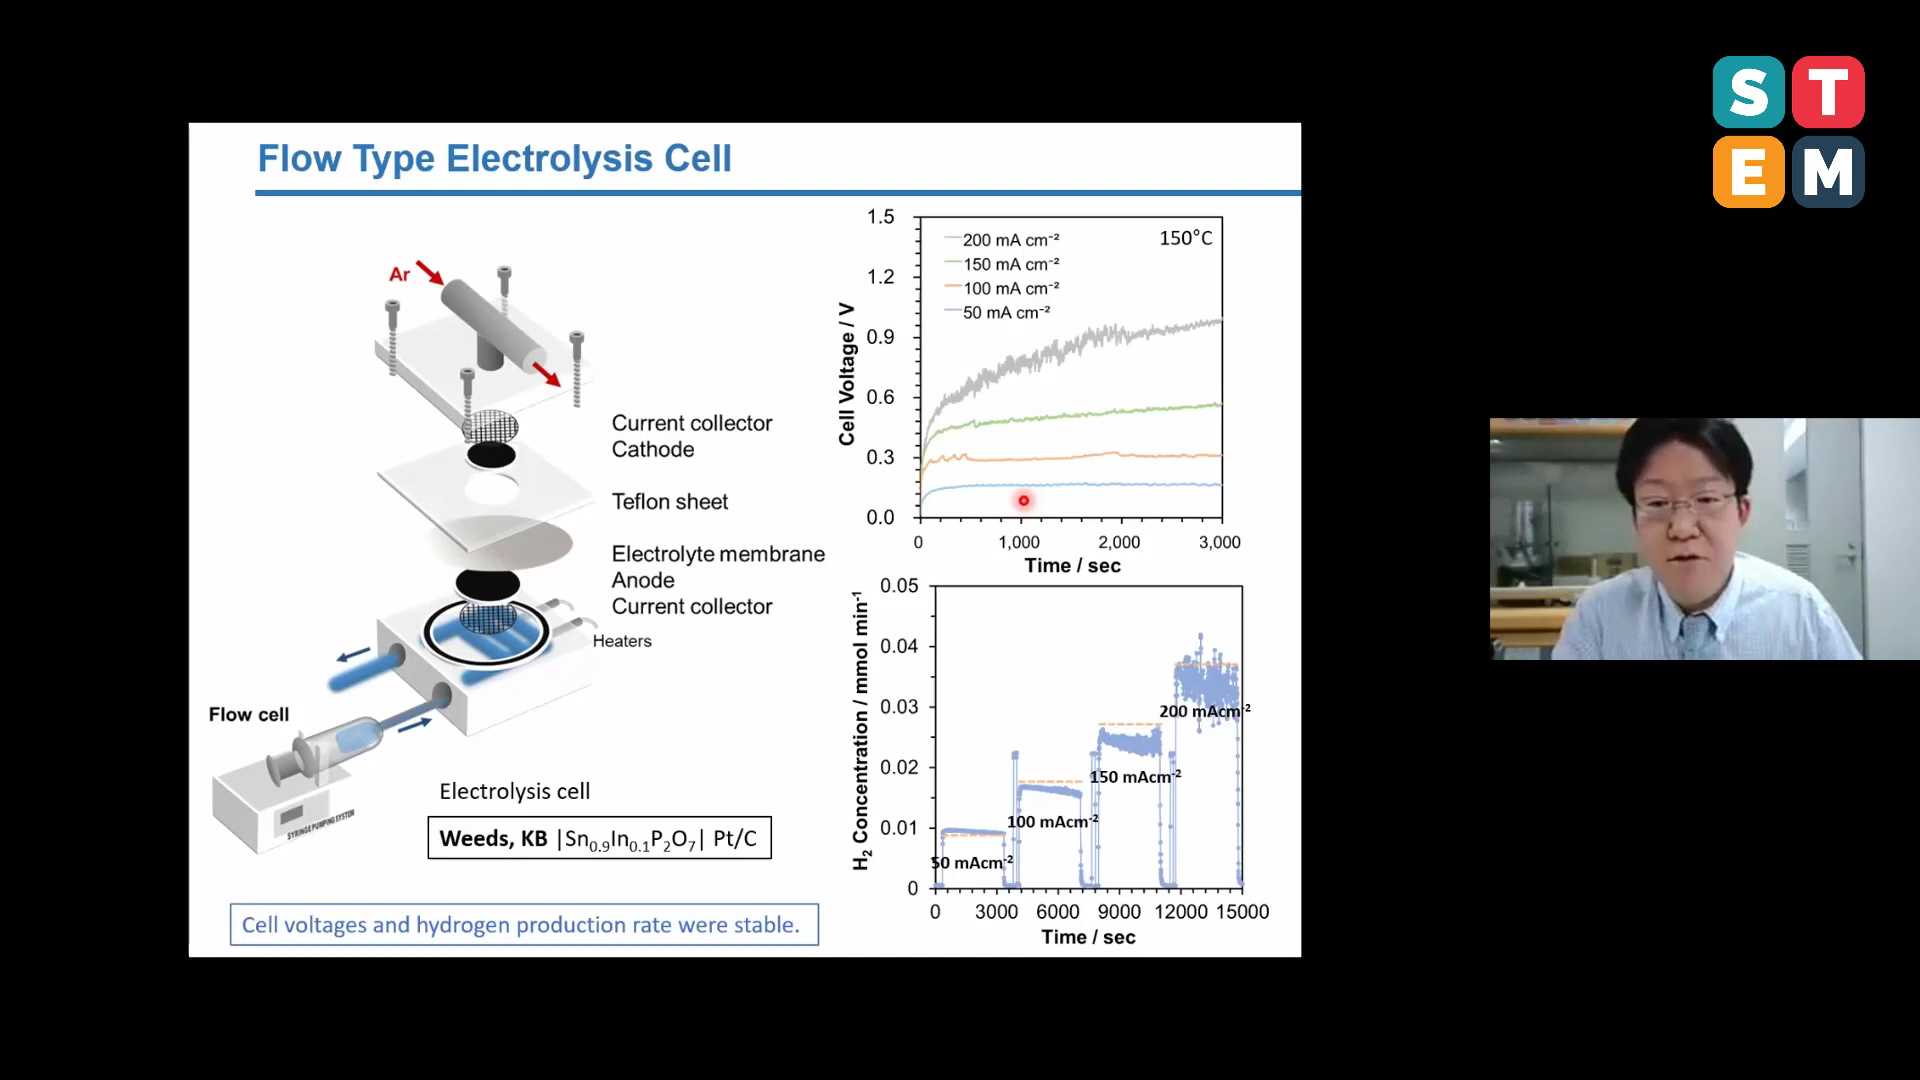 S T
E M
Flow Type Electrolysis Cell
Ar
Current collector
Cathode
Teflon sheet
Electrolyte membrane
Anode
Current collector
Heaters
Flow cell
SYRINGE PUMPING SYSTEM
Electrolysis cell
Weeds, KB |Sn₀.₉In₀.₁P₂O₇| Pt/C
Cell voltages and hydrogen production rate were stable.
Cell Voltage / V
1.5
1.2
0.9
0.6
0.3
0.0
200 mA cm⁻²
150 mA cm⁻²
100 mA cm⁻²
50 mA cm⁻²
150°C
0 1,000 2,000 3,000
Time / sec
H₂ Concentration / mmol min⁻¹
0.05
0.04
0.03
0.02
0.01
0
200 mAcm⁻²
150 mAcm⁻²
100 mAcm⁻²
50 mAcm⁻²
0 3000 6000 9000 12000 15000
Time / sec